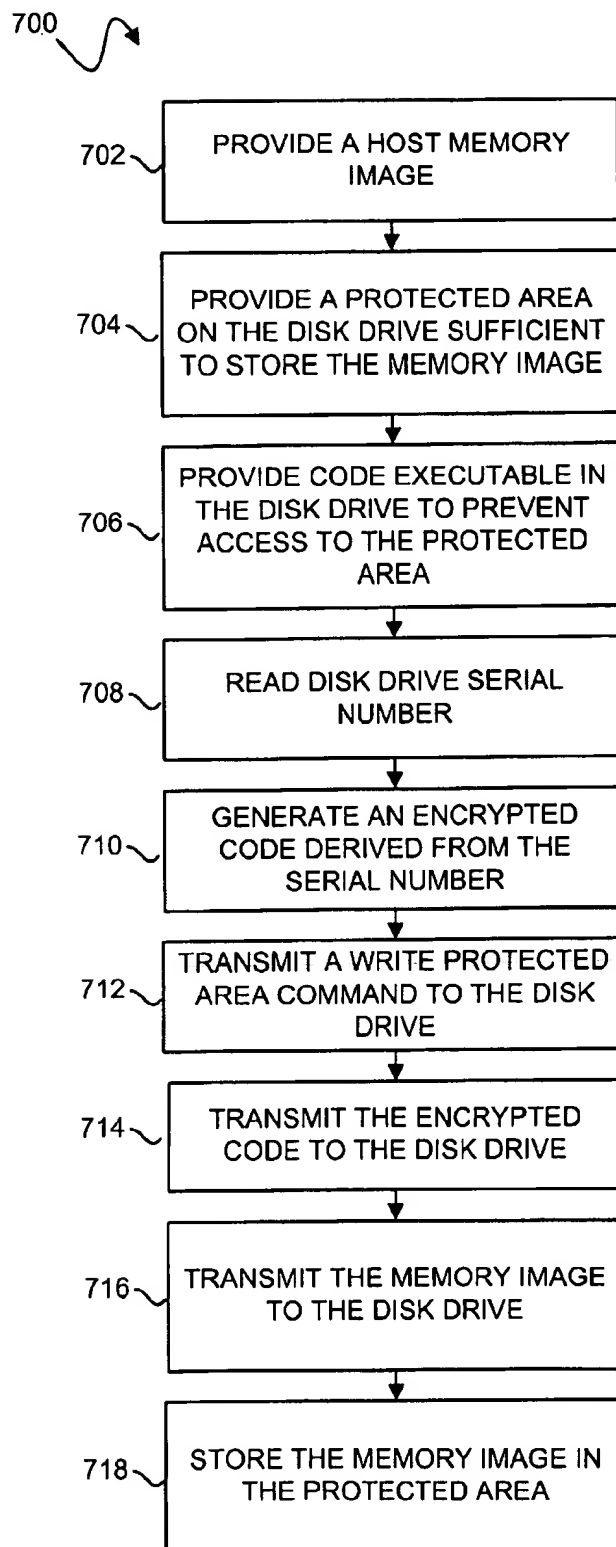 700
702
PROVIDE A HOST MEMORY
IMAGE
704
PROVIDE A PROTECTED AREA
ON THE DISK DRIVE SUFFICIENT
TO STORE THE MEMORY IMAGE
706
PROVIDE CODE EXECUTABLE IN
THE DISK DRIVE TO PREVENT
ACCESS TO THE PROTECTED
AREA
708
READ DISK DRIVE SERIAL
NUMBER
710
GENERATE AN ENCRYPTED
CODE DERIVED FROM THE
SERIAL NUMBER
712
TRANSMIT A WRITE PROTECTED
AREA COMMAND TO THE DISK
DRIVE
714
TRANSMIT THE ENCRYPTED
CODE TO THE DISK DRIVE
716
TRANSMIT THE MEMORY IMAGE
TO THE DISK DRIVE
718
STORE THE MEMORY IMAGE IN
THE PROTECTED AREA